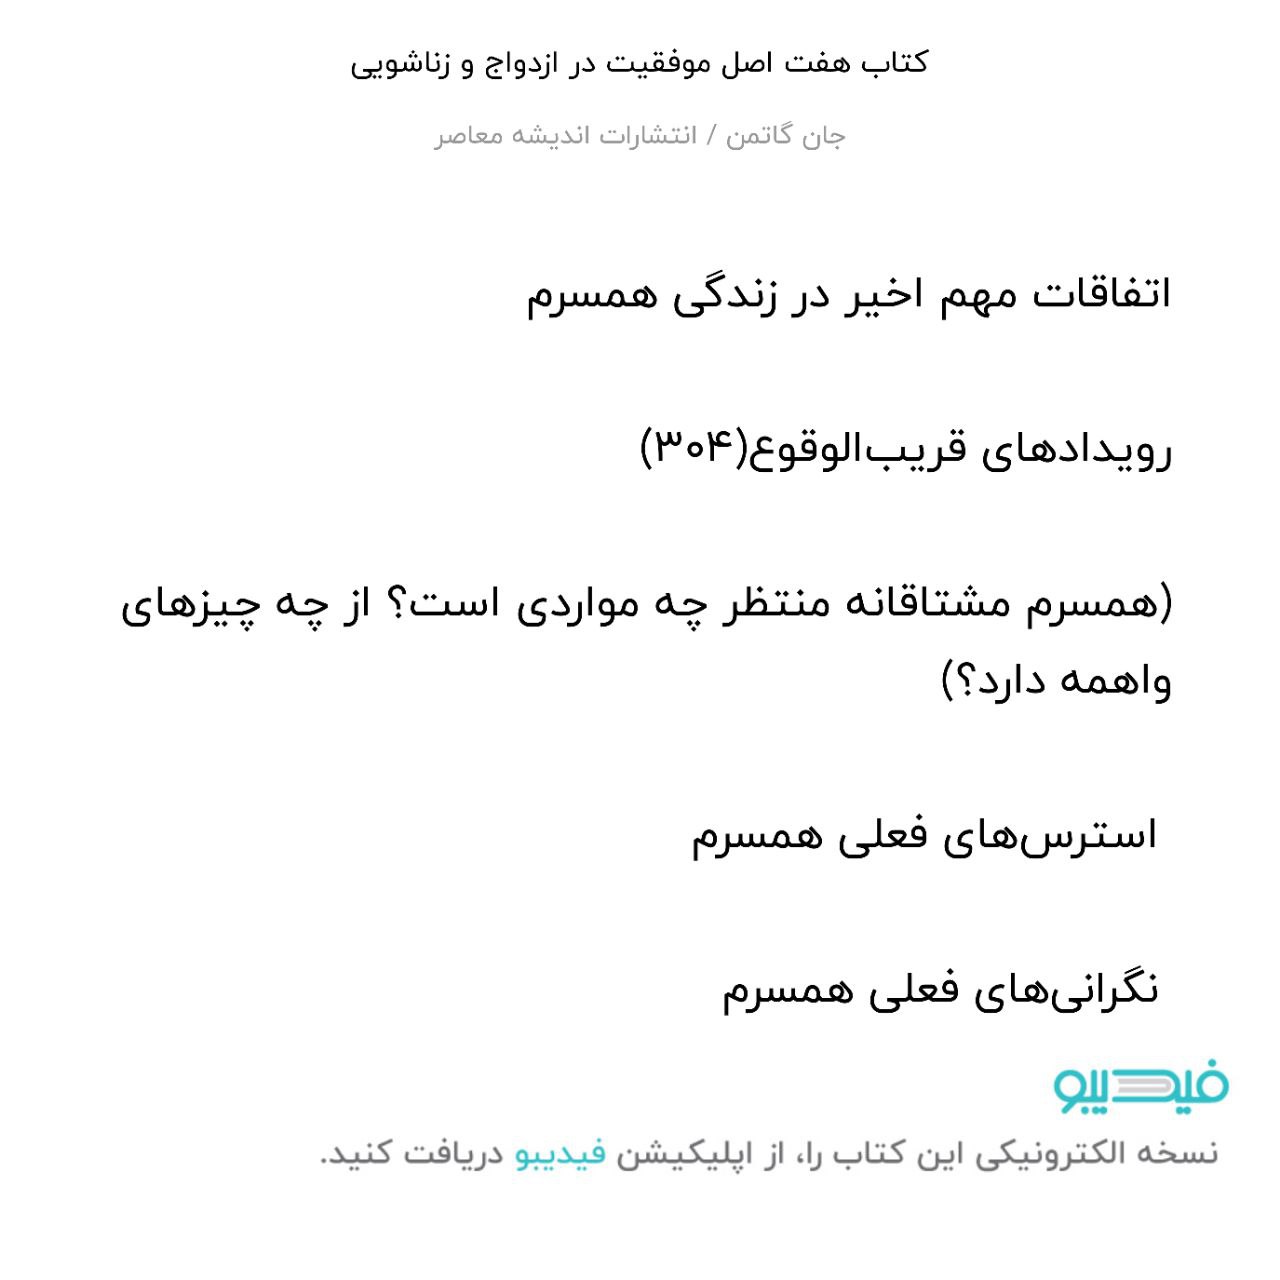 کتاب هفت اصل موفقیت در ازدواج و زناشویی
جان گاتمن / انتشارات اندیشه معاصر
اتفاقات مهم اخیر در زندگی همسرم
رویدادهای قریب‌الوقوع(۳۰۴)
(همسرم مشتاقانه منتظر چه مواردی است؟ از چه چیزهای
واهمه دارد؟)
استرس‌های فعلی همسرم
نگرانی‌های فعلی همسرم
فیدیبو
نسخه الکترونیکی این کتاب را، از اپلیکیشن فیدیبو دریافت کنید.